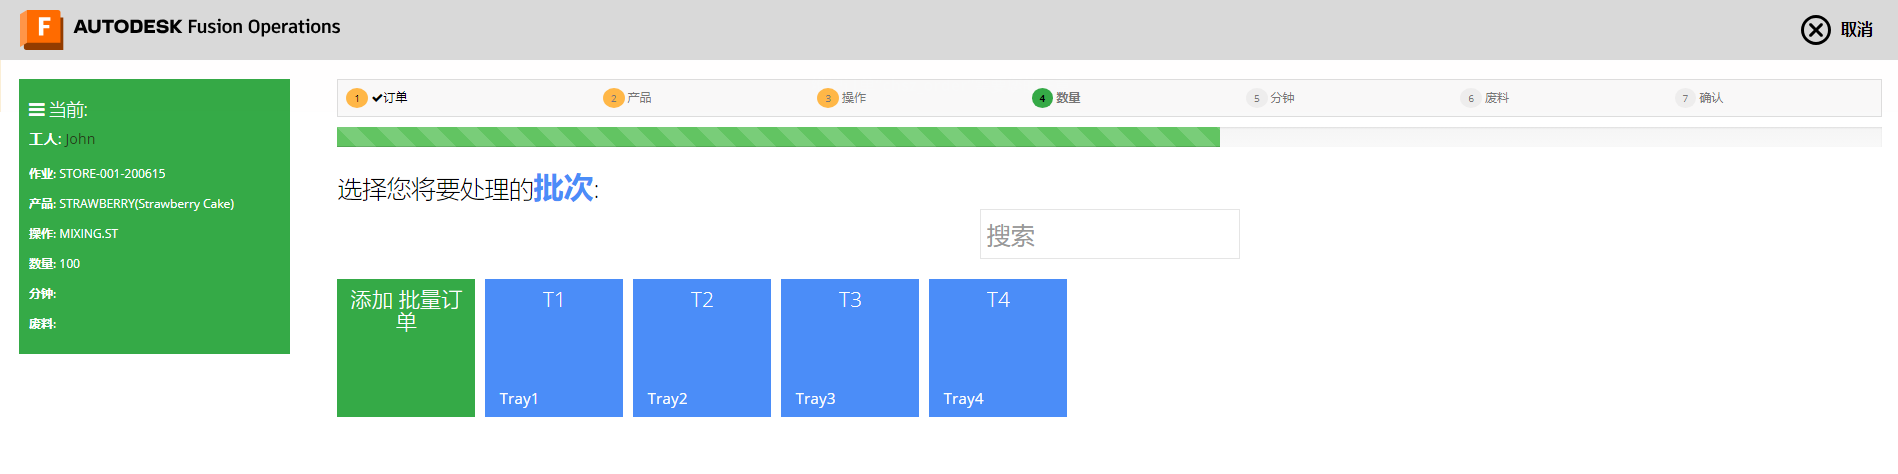 F AUTODESK Fusion Operations
取消
当前:
工人: John
作业: STORE-001-200615
产品: STRAWBERRY(Strawberry Cake)
操作: MIXING.ST
数量: 100
分钟:
废料:
1 订单 2 产品 3 操作 4 数量 5 分钟 6 废料 7 确认
选择您将要处理的批次:
搜索
添加 批量订
单
T1
Tray1
T2
Tray2
T3
Tray3
T4
Tray4